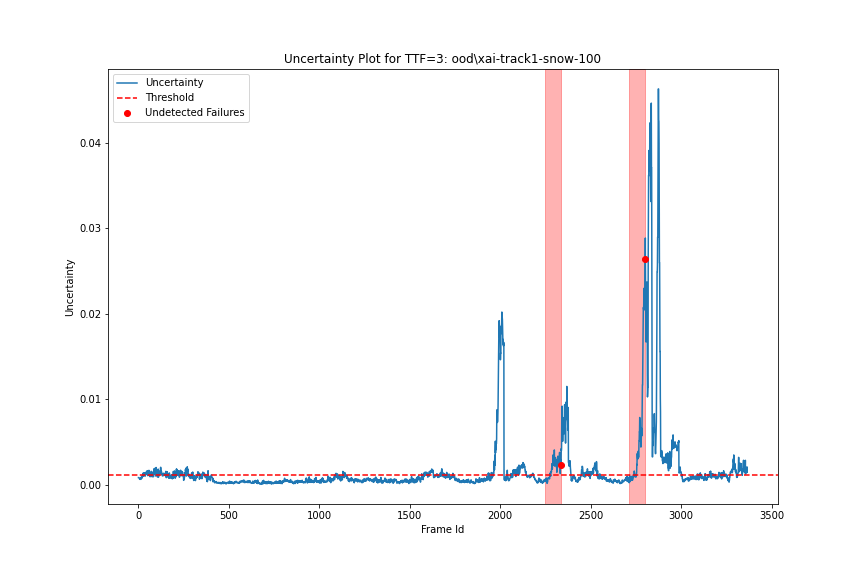 Uncertainty Plot for TTF=3: ood\xai-track1-snow-100
Uncertainty
Threshold
Undetected Failures
0.04
0.03
0.02
0.01
0.00
Uncertainty
0
500
1000
1500
2000
2500
3000
3500
Frame Id